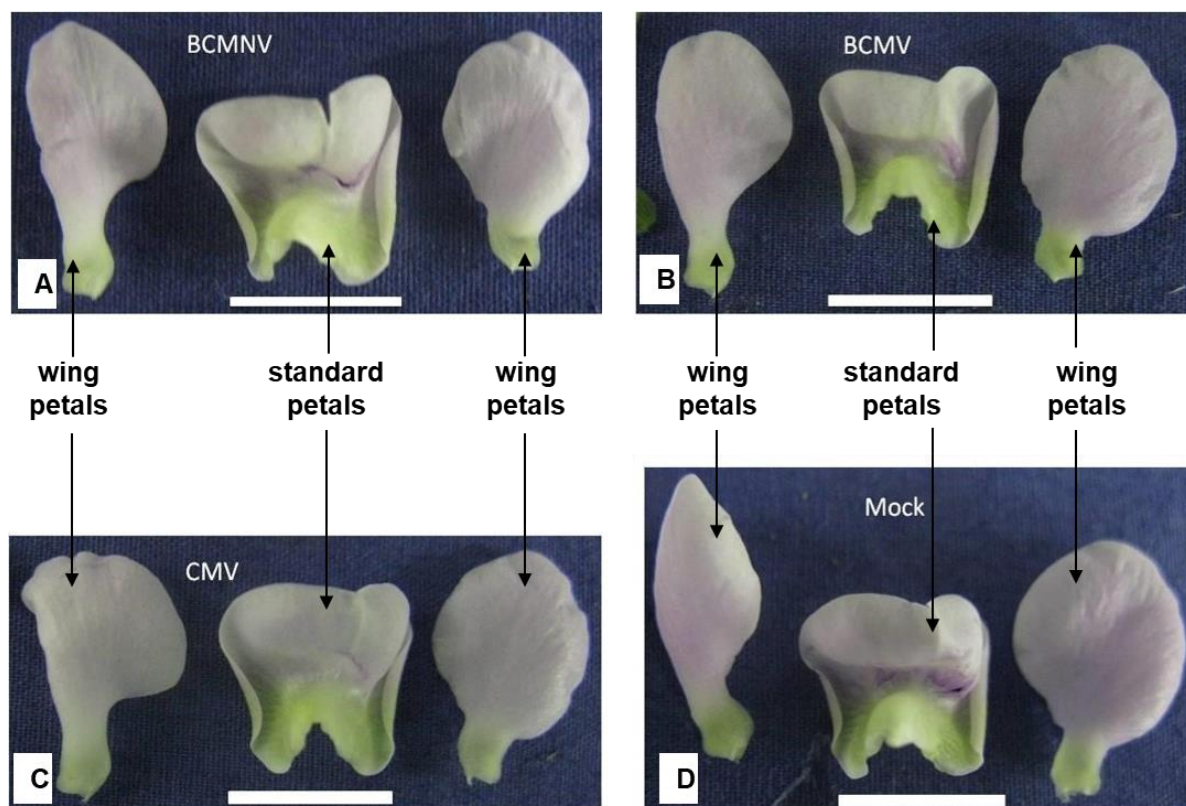 BCMNV
A
BCMV
B
wing
petals
standard
petals
wing
petals
wing
petals
standard
petals
wing
petals
CMV
C
Mock
D